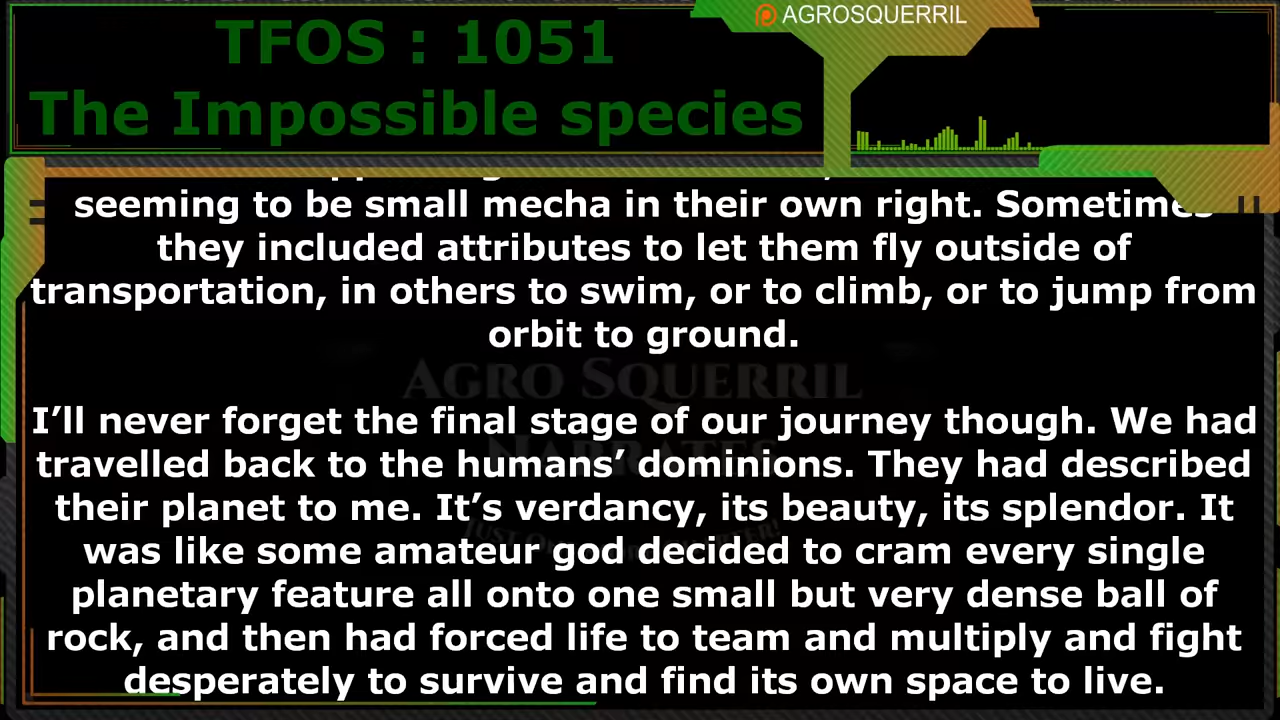 AGROSQUERRIL
TFOS : 1051
The Impossible species
seeming to be small mecha in their own right. Sometimes
they included attributes to let them fly outside of
transportation, in others to swim, or to climb, or to jump from
orbit to ground.
AGRO SQUERRIL
NARRATES
I’ll never forget the final stage of our journey though. We had
travelled back to the humans’ dominions. They had described
their planet to me. It’s verdancy, its beauty, its splendor. It
was like some amateur god decided to cram every single
planetary feature all onto one small but very dense ball of
rock, and then had forced life to team and multiply and fight
desperately to survive and find its own space to live.